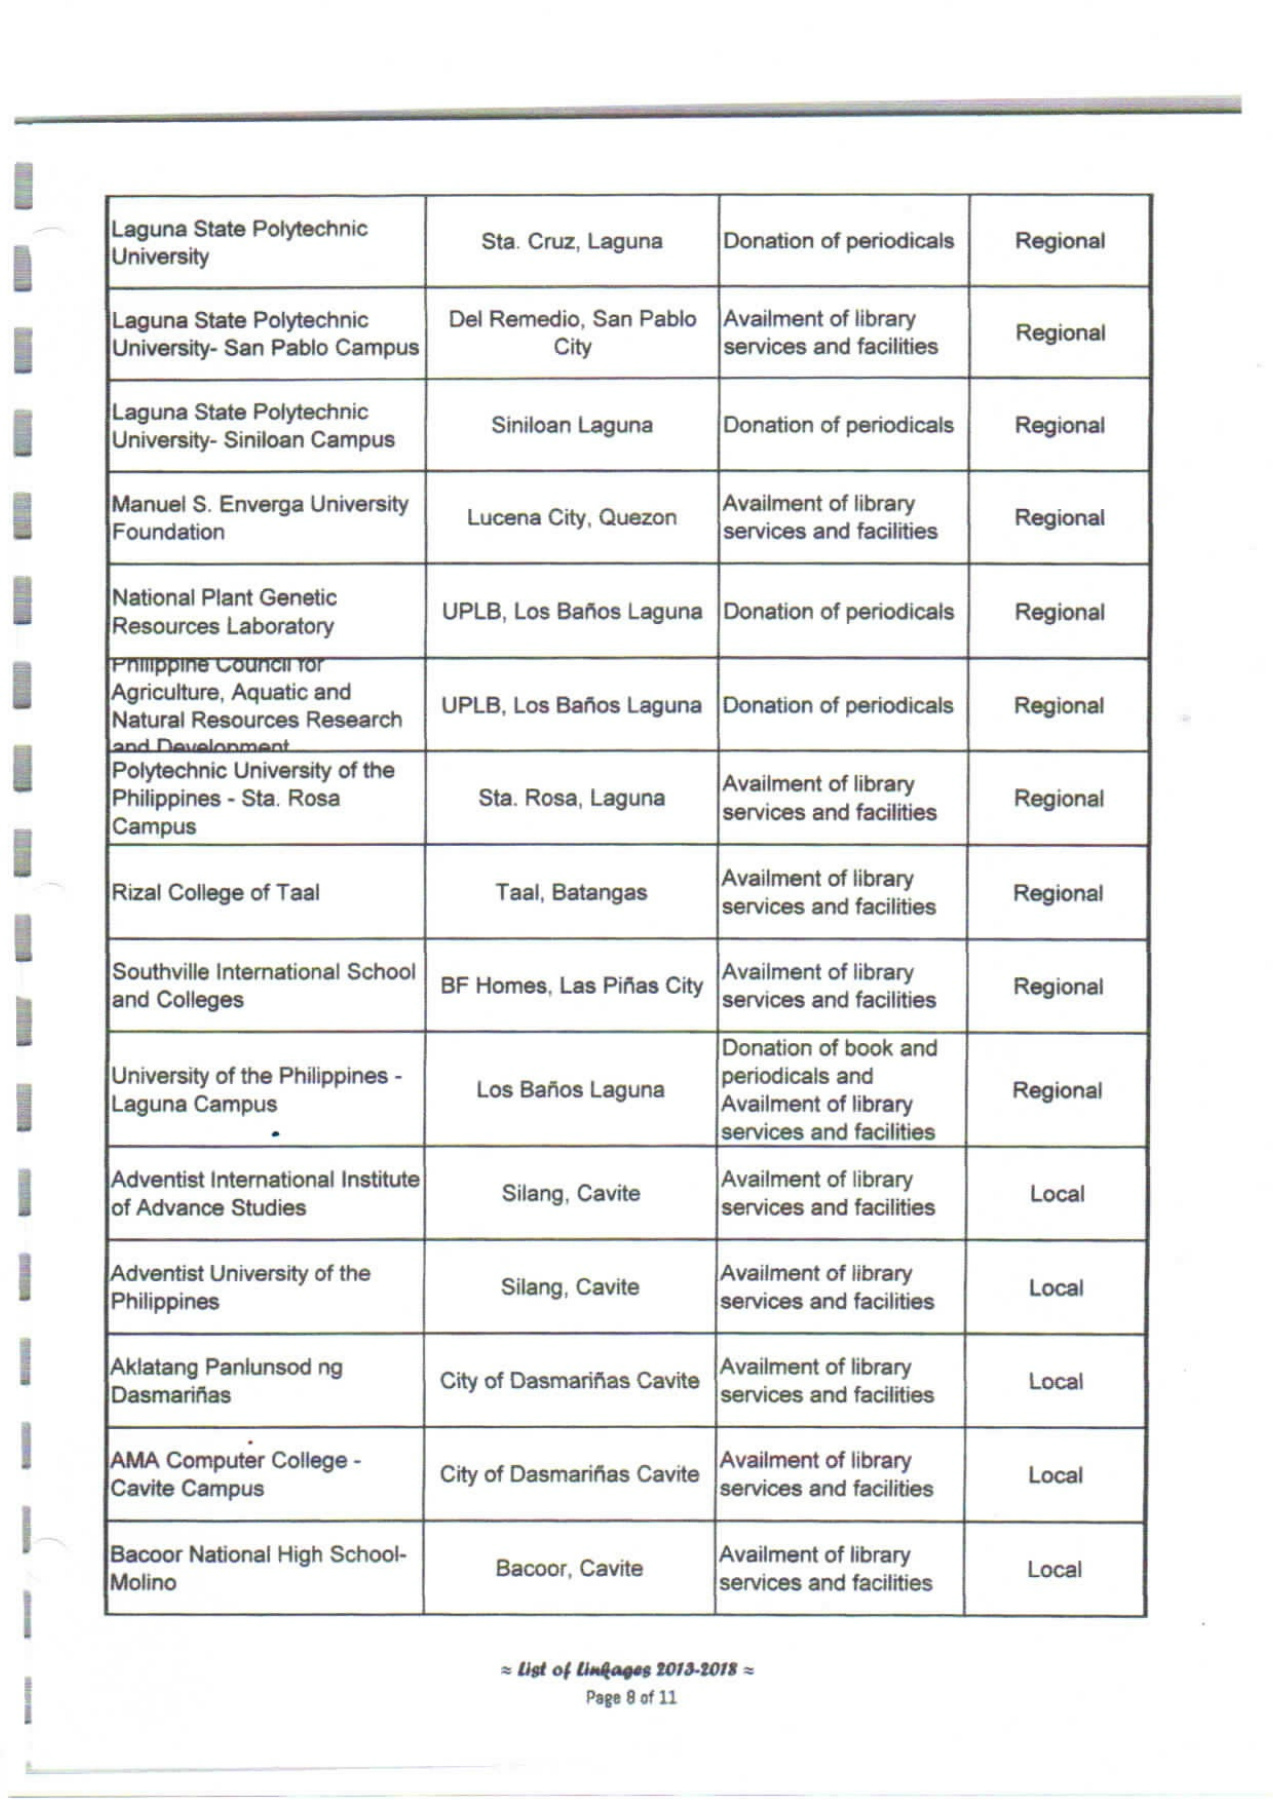 Laguna State Polytechnic
University
Sta. Cruz, Laguna
Donation of periodicals
Regional
Laguna State Polytechnic
University- San Pablo Campus
Del Remedio, San Pablo
City
Availment of library
services and facilities
Regional
Laguna State Polytechnic
University- Siniloan Campus
Siniloan Laguna
Donation of periodicals
Regional
Manuel S. Enverga University
Foundation
Lucena City, Quezon
Availment of library
services and facilities
Regional
National Plant Genetic
Resources Laboratory
UPLB, Los Baños Laguna
Donation of periodicals
Regional
Philippine Council for
Agriculture, Aquatic and
Natural Resources Research
and Development
UPLB, Los Baños Laguna
Donation of periodicals
Regional
Polytechnic University of the
Philippines - Sta. Rosa
Campus
Sta. Rosa, Laguna
Availment of library
services and facilities
Regional
Rizal College of Taal
Taal, Batangas
Availment of library
services and facilities
Regional
Southville International School
and Colleges
BF Homes, Las Piñas City
Availment of library
services and facilities
Regional
University of the Philippines -
Laguna Campus
Los Baños Laguna
Donation of book and
periodicals and
Availment of library
services and facilities
Regional
Adventist International Institute
of Advance Studies
Silang, Cavite
Availment of library
services and facilities
Local
Adventist University of the
Philippines
Silang, Cavite
Availment of library
services and facilities
Local
Aklatang Panlunsod ng
Dasmariñas
City of Dasmariñas Cavite
Availment of library
services and facilities
Local
AMA Computer College -
Cavite Campus
City of Dasmariñas Cavite
Availment of library
services and facilities
Local
Bacoor National High School-
Molino
Bacoor, Cavite
Availment of library
services and facilities
Local
≈ List of Linkages 2013-2018 ≈
Page 8 of 11